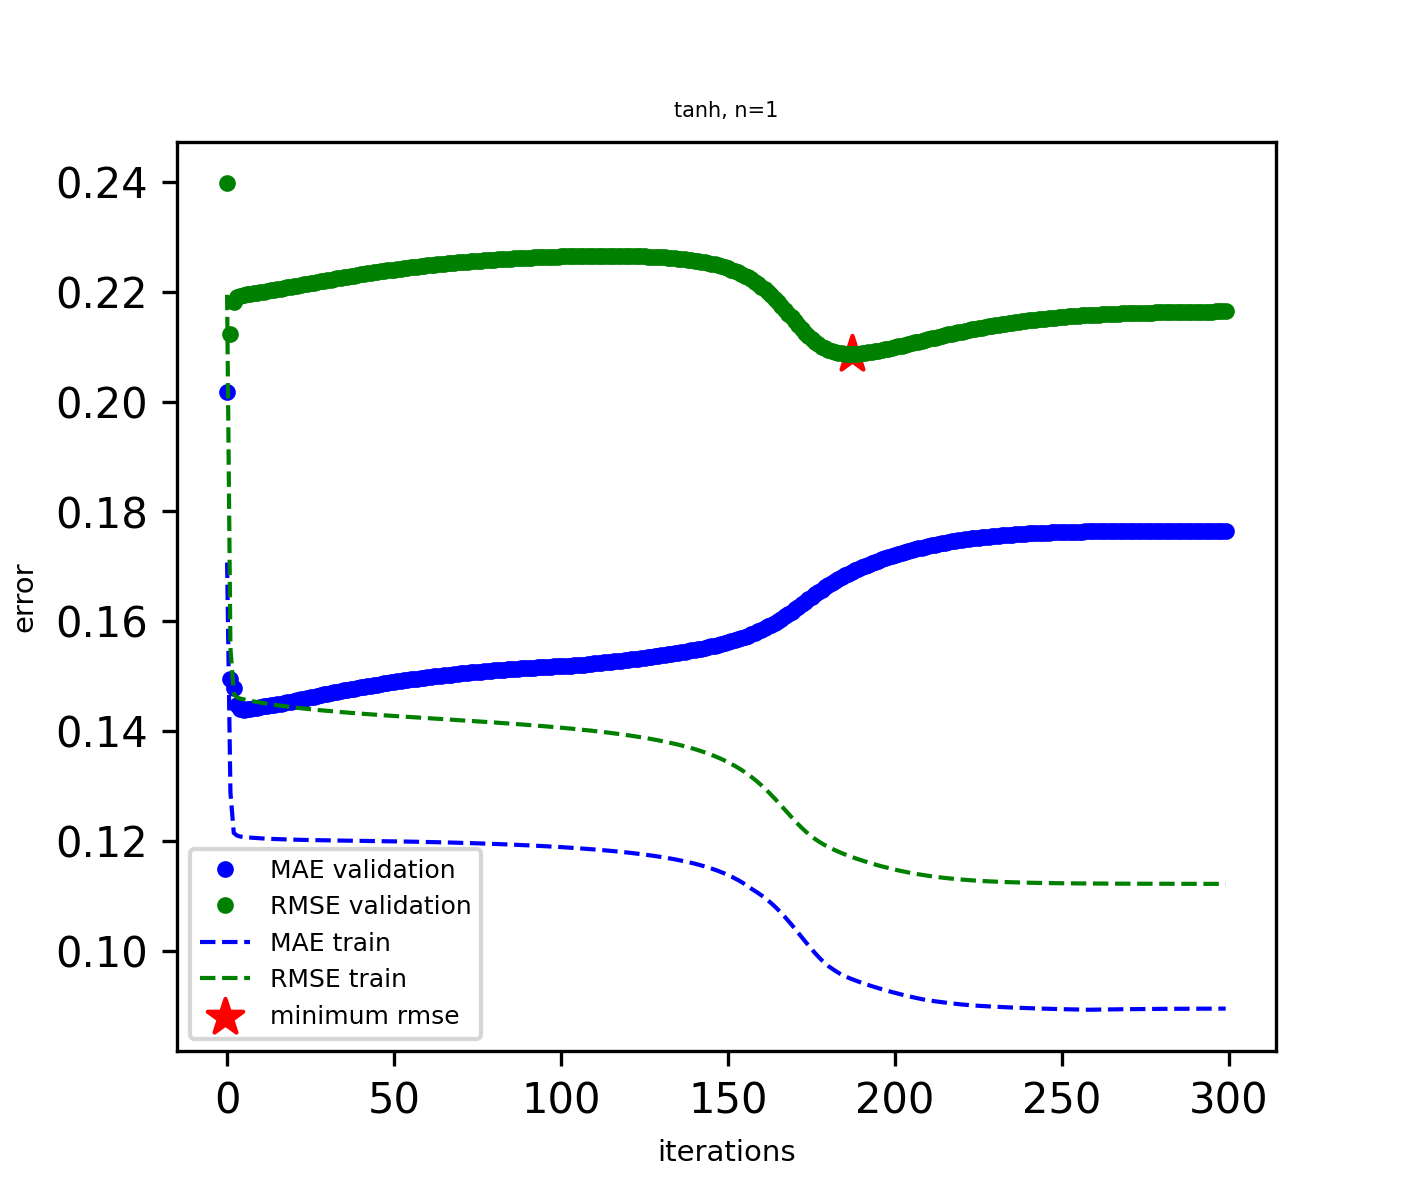 tanh, n=1
0.24
0.22
0.20
0.18
0.16
0.14
0.12
0.10
error
MAE validation
RMSE validation
MAE train
RMSE train
minimum rmse
0 50 100 150 200 250 300
iterations